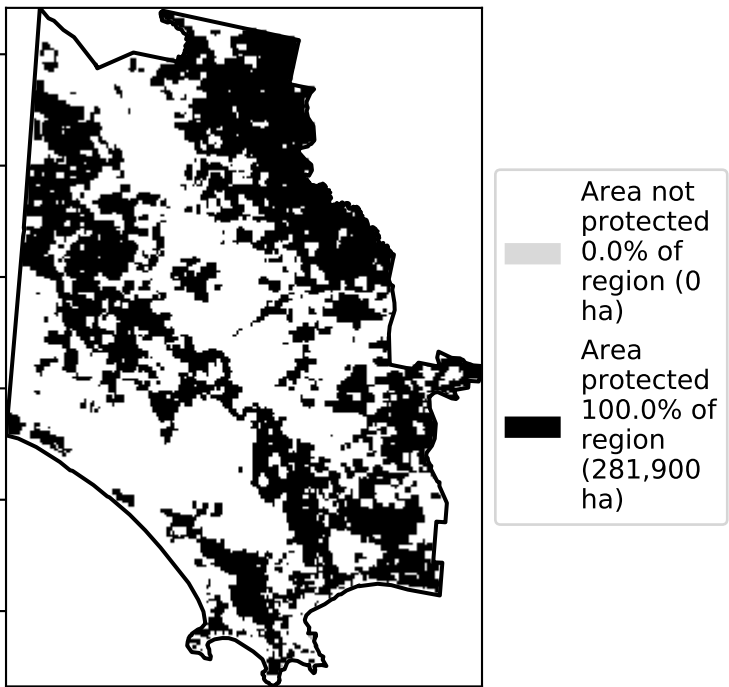 Area not
protected
0.0% of
region (0
ha)
Area
protected
100.0% of
region
(281,900
ha)